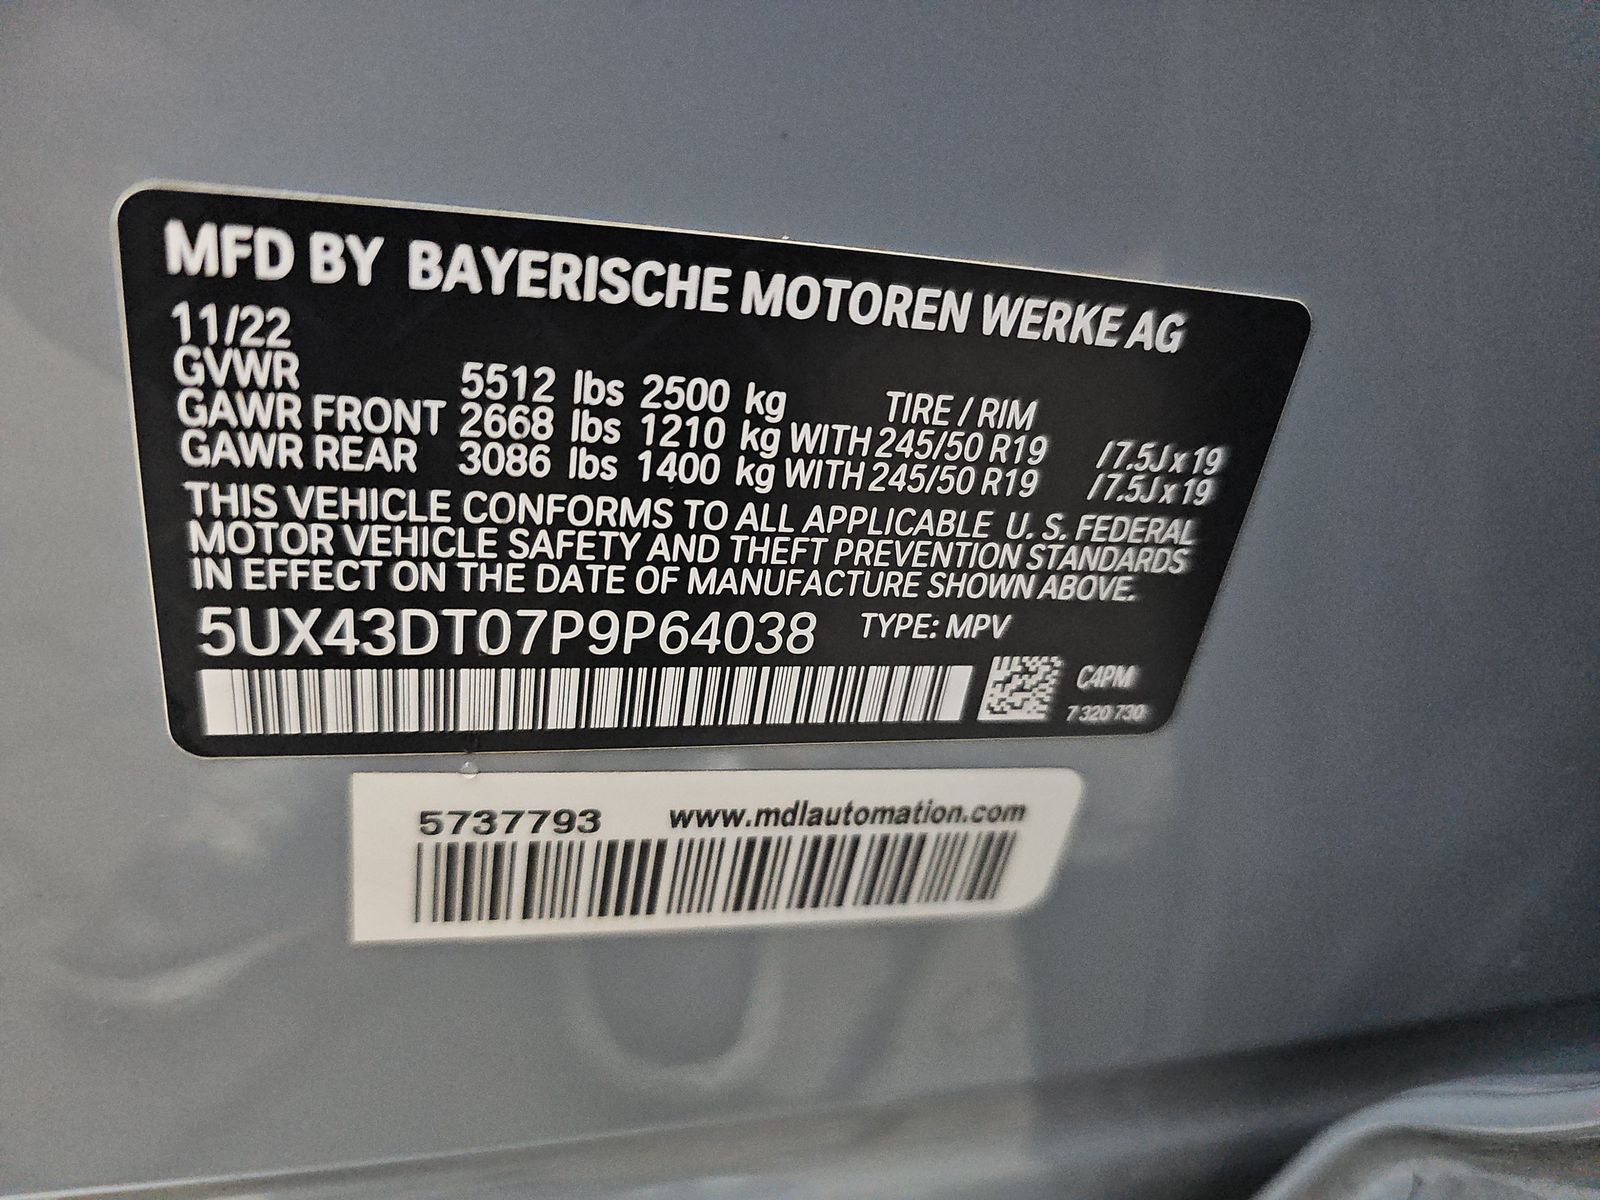 MFD BY BAYERISCHE MOTOREN WERKE AG
11/22
GVWR 5512 lbs 2500 kg TIRE / RIM
GAWR FRONT 2668 lbs 1210 kg WITH 245/50 R19 / 7.5J x 19
GAWR REAR 3086 lbs 1400 kg WITH 245/50 R19 / 7.5J x 19
THIS VEHICLE CONFORMS TO ALL APPLICABLE U. S. FEDERAL
MOTOR VEHICLE SAFETY AND THEFT PREVENTION STANDARDS
IN EFFECT ON THE DATE OF MANUFACTURE SHOWN ABOVE.
5UX43DT07P9P64038 TYPE: MPV
C4PM
7 320 730
5737793 www.mdlautomation.com